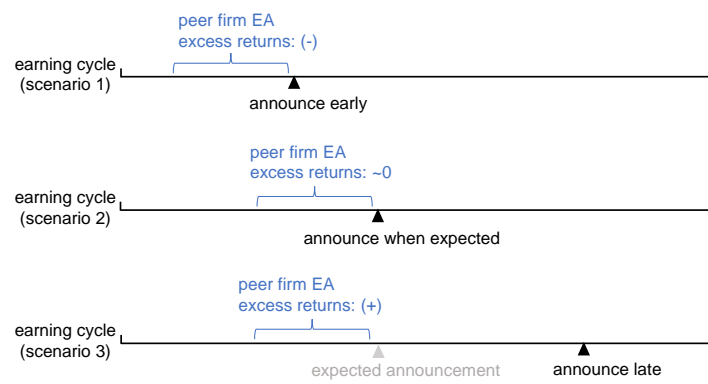 peer firm EA
excess returns: (-)
earning cycle
(scenario 1)
announce early
peer firm EA
excess returns: ~0
earning cycle
(scenario 2)
announce when expected
peer firm EA
excess returns: (+)
earning cycle
(scenario 3)
expected announcement
announce late